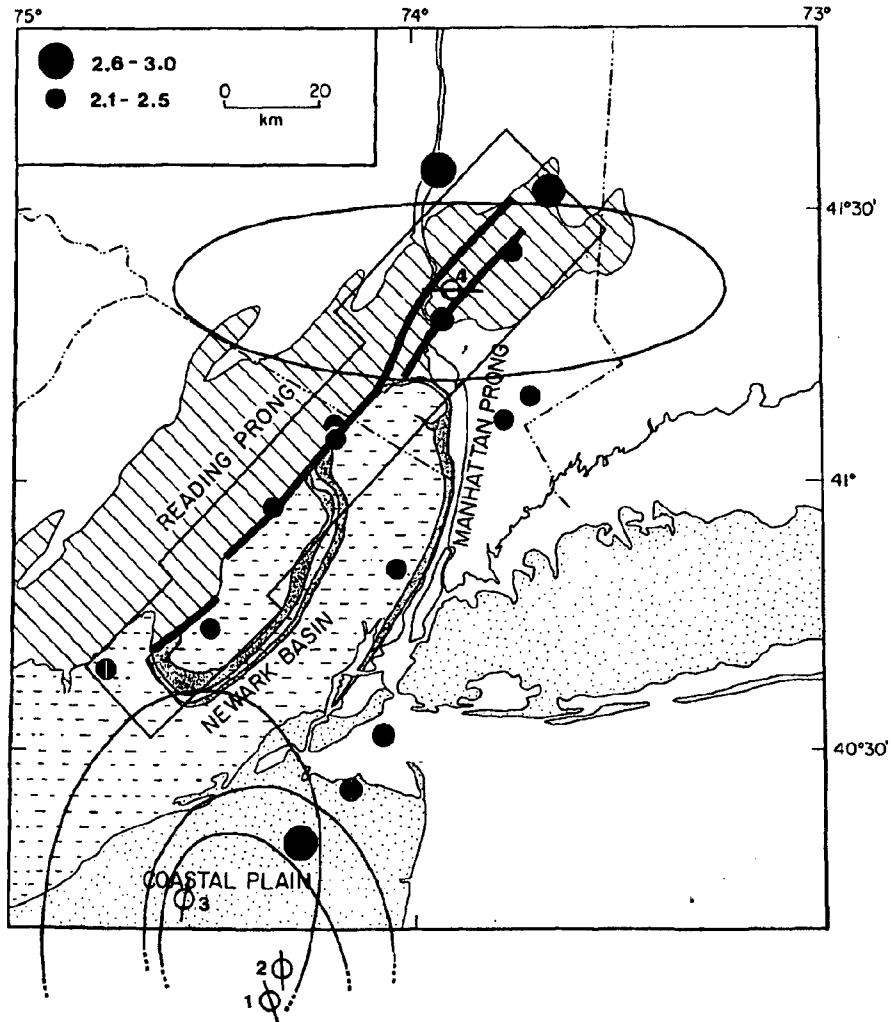 75°
74°
73°
2.6 - 3.0
2.1 - 2.5
0 20
km
41°30'
4
READING PRONG
MANHATTAN PRONG
41°
NEWARK BASIN
40°30'
COASTAL PLAIN
3
2
1